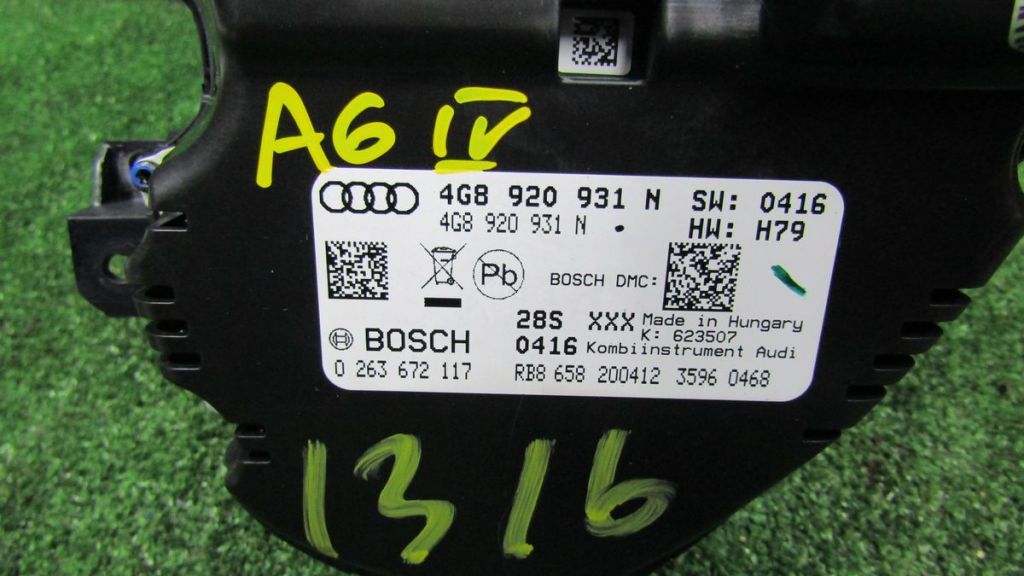 A6 IV
4G8 920 931 N SW: 0416
4G8 920 931 N HW: H79
Pb BOSCH DMC:
28S XXX Made in Hungary
K: 623507
BOSCH 0416 Kombiinstrument Audi
0 263 672 117 RB8 658 200412 3596 0468
1316